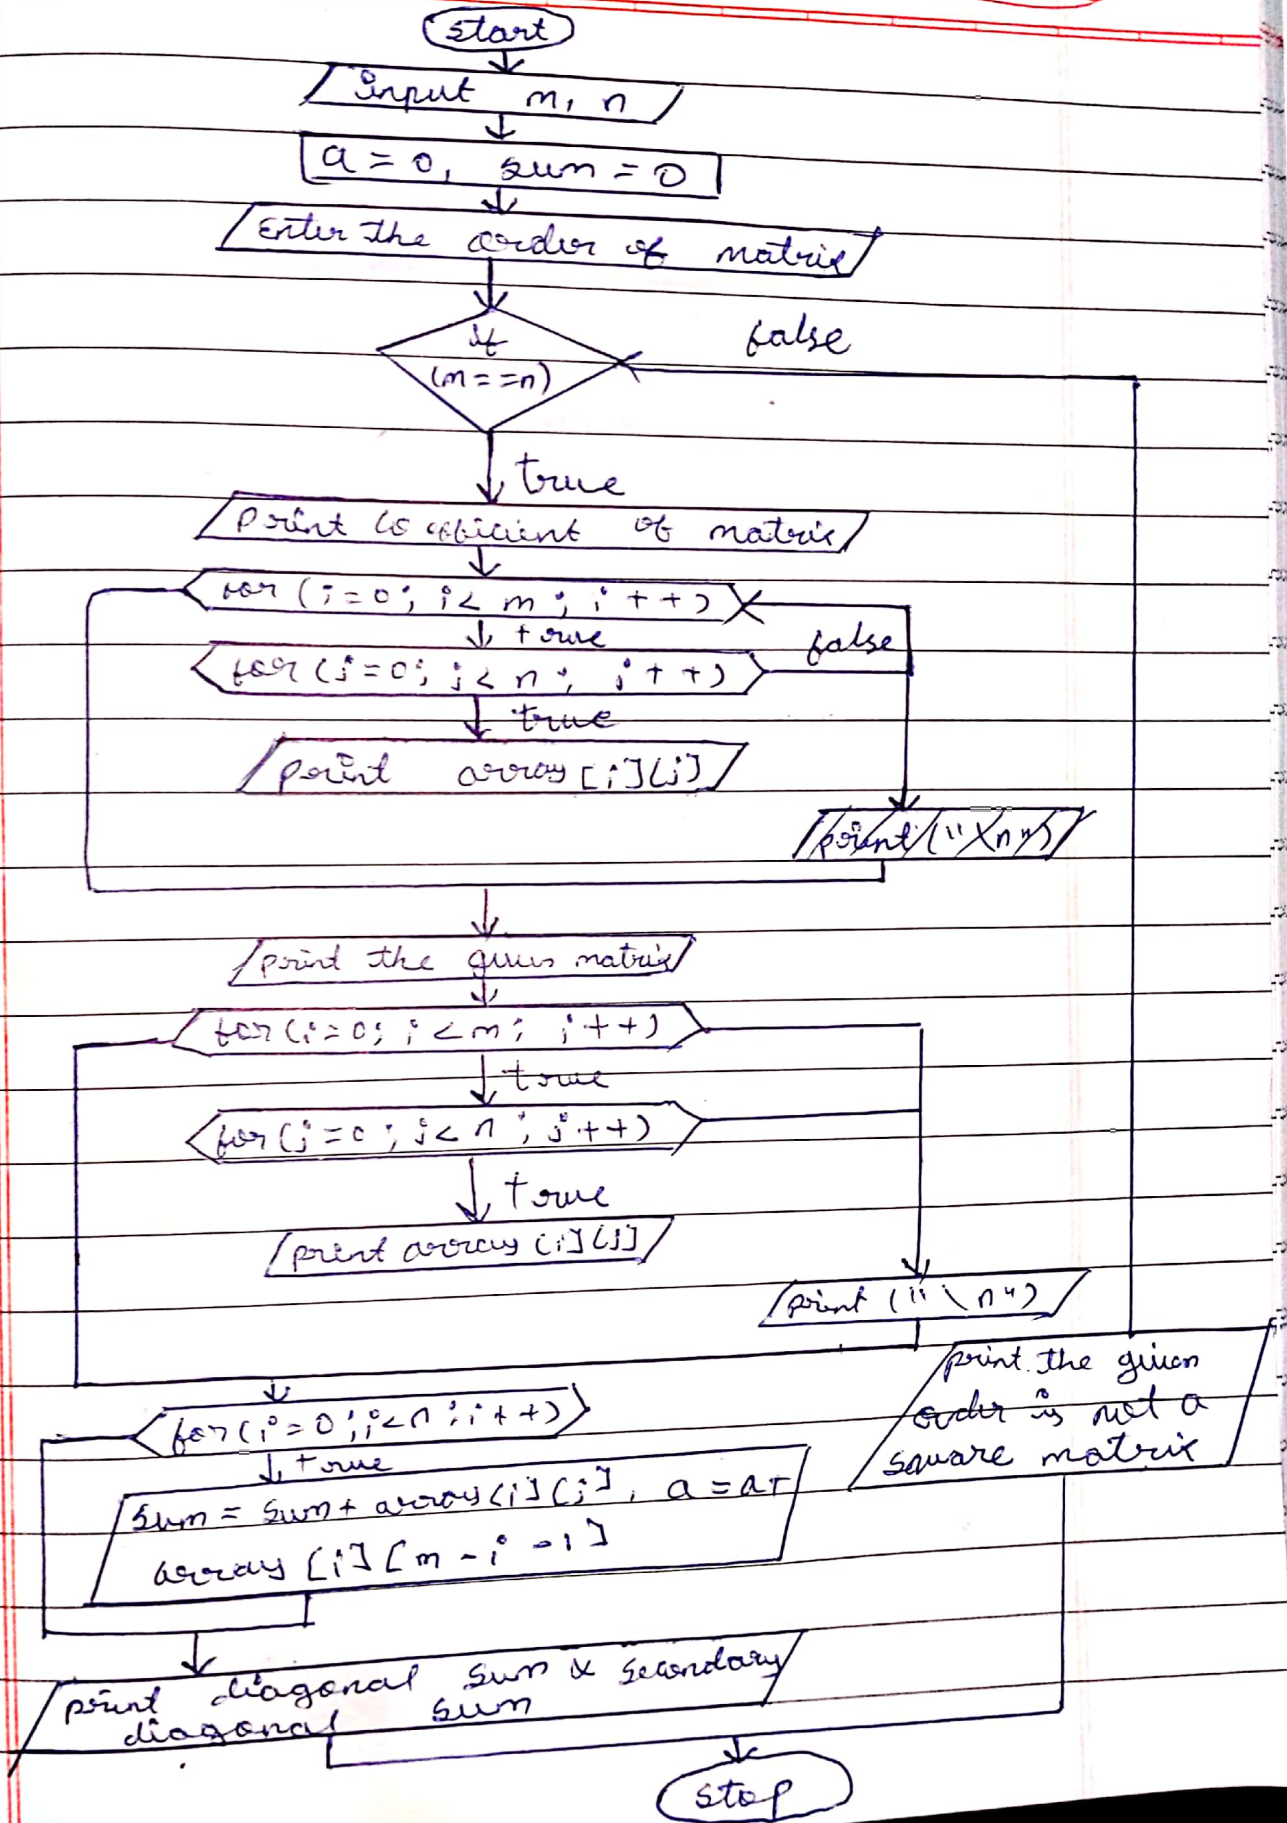 start
input m, n
a = 0, sum = 0
Enter the order of matrix
if
(m = = n)
false
true
print coefficient of matrix
for (i = 0; i < m; i + +)
true
false
for (j = 0; j < n; j + +)
true
print array [i][j]
print ("\n")
print the given matrix
for (i = 0; i < m; i + +)
true
for (j = 0; j < n; j + +)
true
print array [i][j]
print ("\n")
print the given
order is not a
square matrix
for (i = 0; i < n; i + +)
true
sum = sum + array [i][j], a = a +
array [i][m - i - 1]
print diagonal sum & secondary
diagonal sum
stop